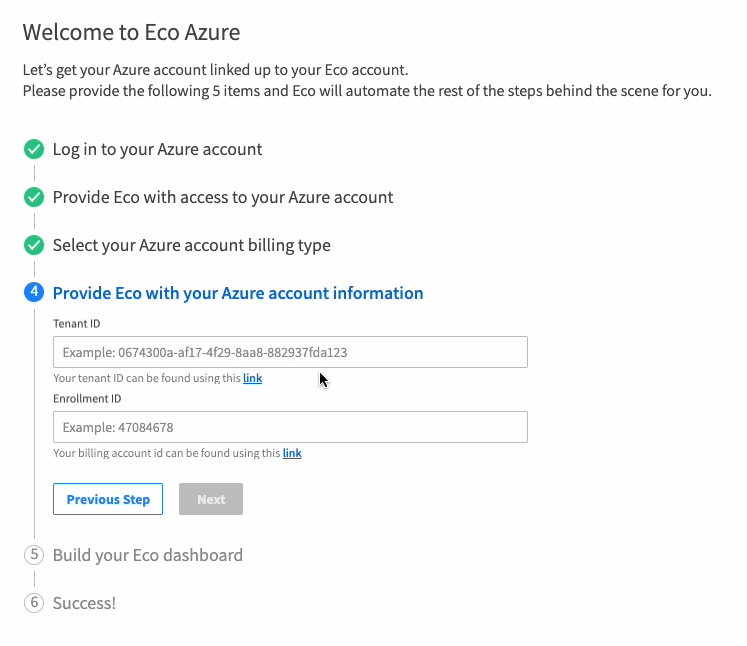 Welcome to Eco Azure
Let's get your Azure account linked up to your Eco account.
Please provide the following 5 items and Eco will automate the rest of the steps behind the scene for you.
Log in to your Azure account
Provide Eco with access to your Azure account
Select your Azure account billing type
4 Provide Eco with your Azure account information
Tenant ID
Example: 0674300a-af17-4f29-8aa8-882937fda123
Your tenant ID can be found using this link
Enrollment ID
Example: 47084678
Your billing account id can be found using this link
Previous Step Next
5 Build your Eco dashboard
6 Success!